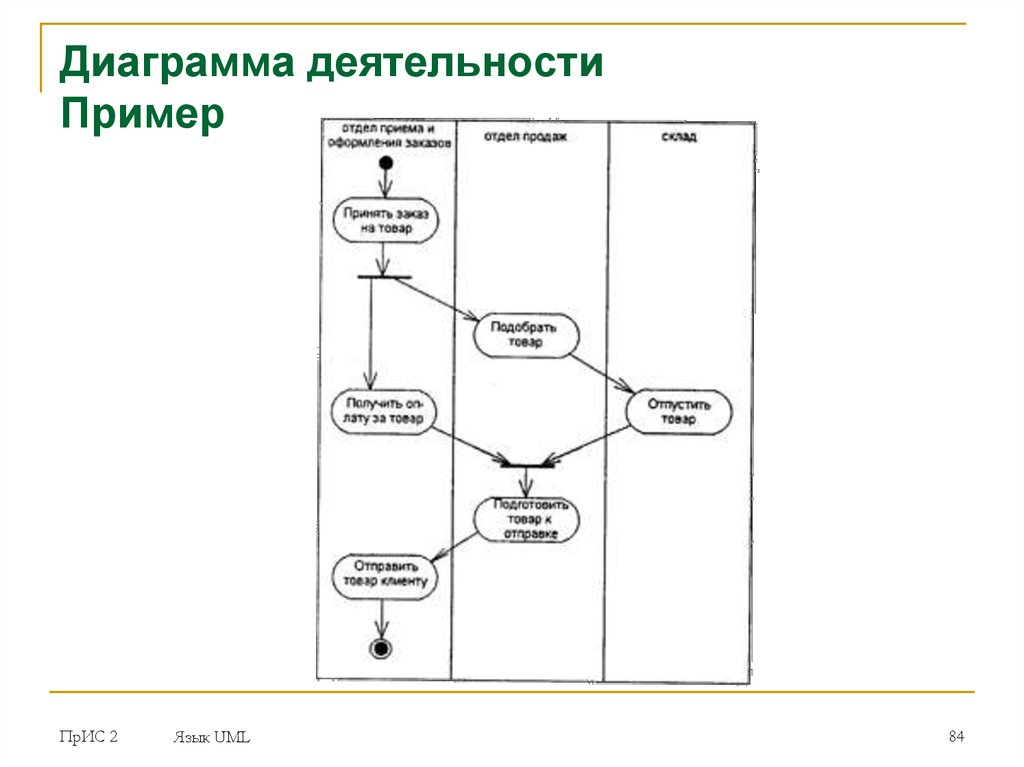 Диаграмма деятельности
Пример
отдел приема и
оформления заказов
отдел продаж
склад
Принять заказ
на товар
Подобрать
товар
Получить оп-
лату за товар
Отпустить
товар
Подготовить
товар к
отправке
Отправить
товар клиенту
ПрИС 2
Язык UML
84